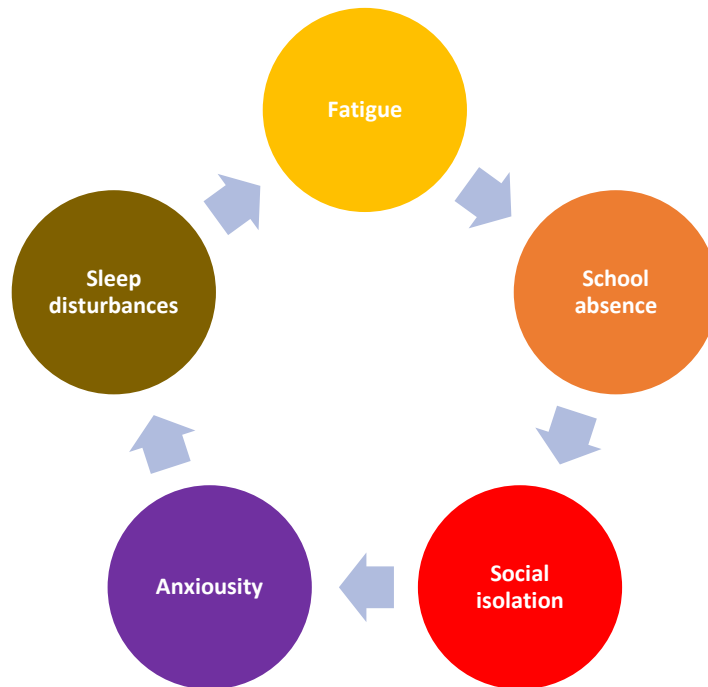 Fatigue
School
absence
Social
isolation
Anxiousity
Sleep
disturbances